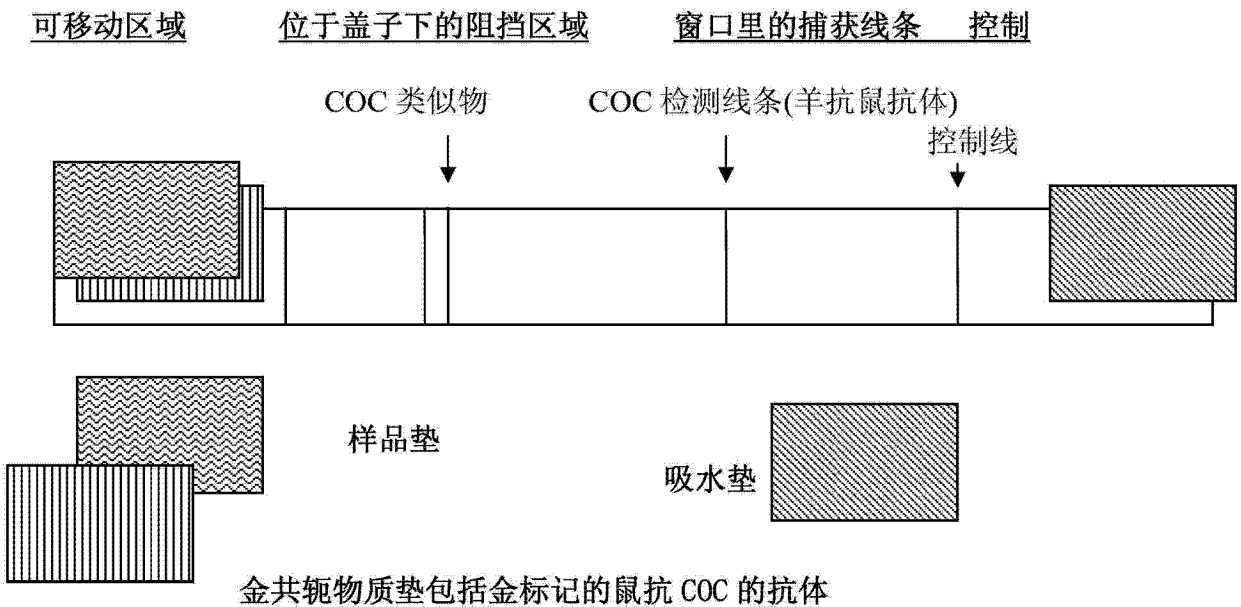 可移动区域 位于盖子下的阻挡区域 窗口里的捕获线条 控制
COC 类似物 COC 检测线条(羊抗鼠抗体)
控制线
样品垫
吸水垫
金共轭物质垫包括金标记的鼠抗 COC 的抗体